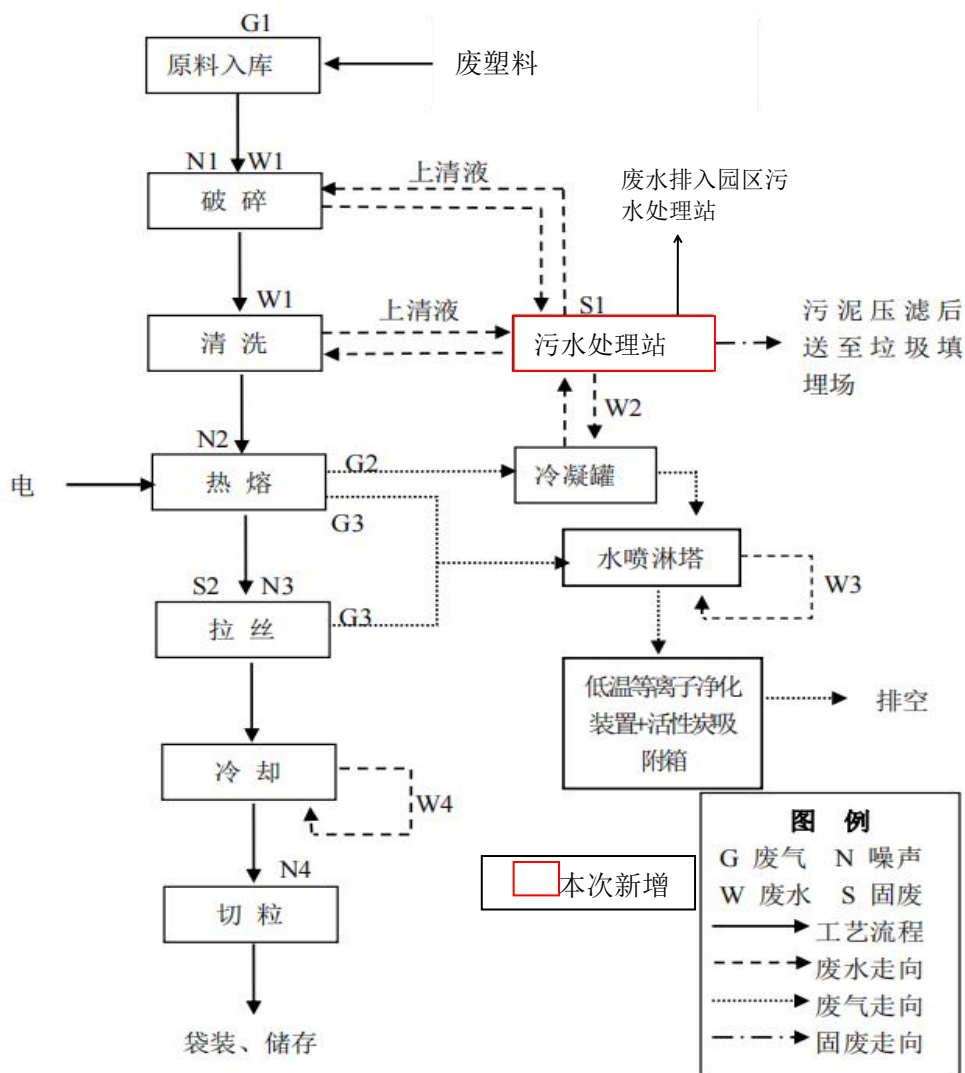 G1
原料入库
废塑料
N1 W1
破 碎
上清液
废水排入园区污
水处理站
W1
清 洗
上清液
S1
污水处理站
污泥压滤后
送至垃圾填
埋场
W2
N2
电
热 熔
G2
冷凝罐
G3
水喷淋塔
W3
S2 N3
拉 丝
G3
低温等离子净化
装置+活性炭吸
附箱
排空
冷 却
W4
图 例
G 废气 N 噪声
W 废水 S 固废
工艺流程
废水走向
废气走向
固废走向
本次新增
N4
切 粒
袋装、储存